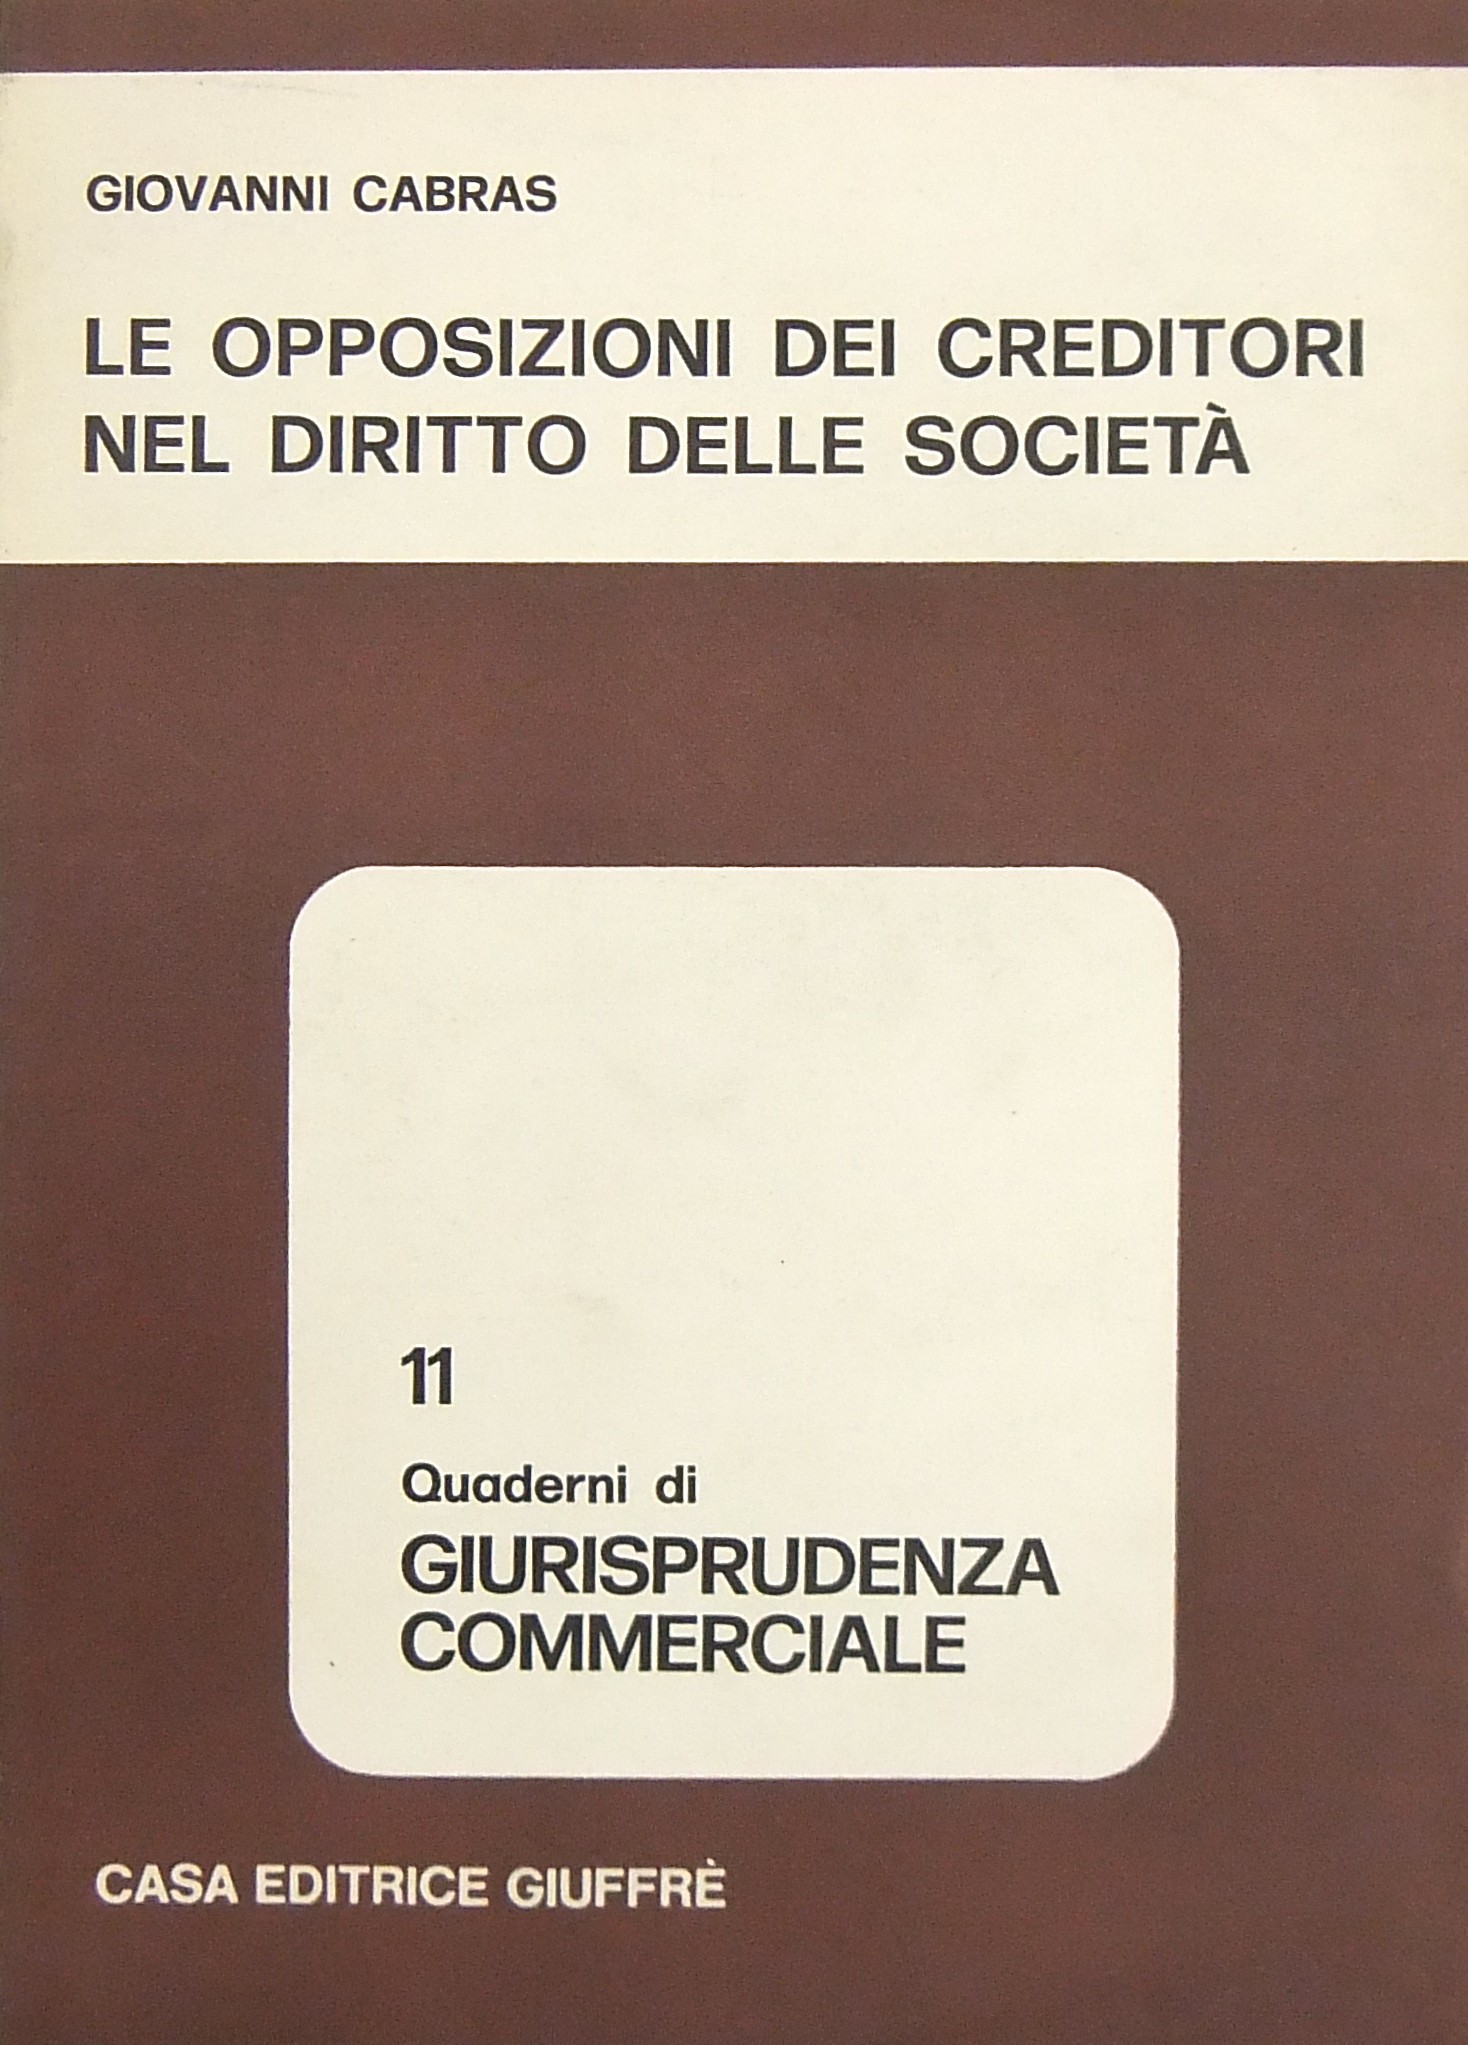 GIOVANNI CABRAS
LE OPPOSIZIONI DEI CREDITORI
NEL DIRITTO DELLE SOCIETÀ
11
Quaderni di
GIURISPRUDENZA
COMMERCIALE
CASA EDITRICE GIUFFRÈ